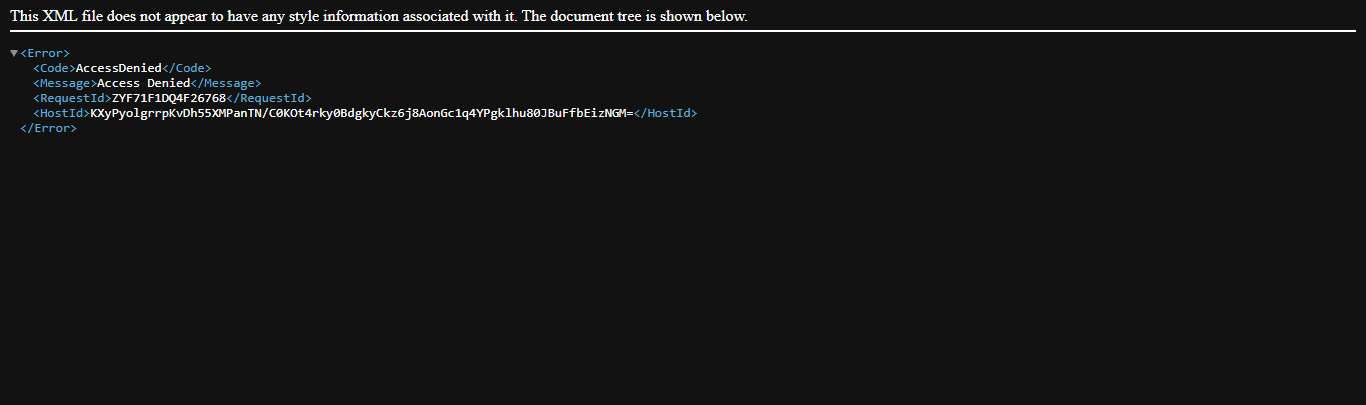 This XML file does not appear to have any style information associated with it. The document tree is shown below.
▼<Error>
<Code>AccessDenied</Code>
<Message>Access Denied</Message>
<RequestId>ZYF71F1DQ4F26768</RequestId>
<HostId>KXyPyolgrrpKvDh55XMPanTN/C0KOt4rky0BdgkyCkz6j8AonGc1q4YPgklhu80JBuFfbEizNGM=</HostId>
</Error>